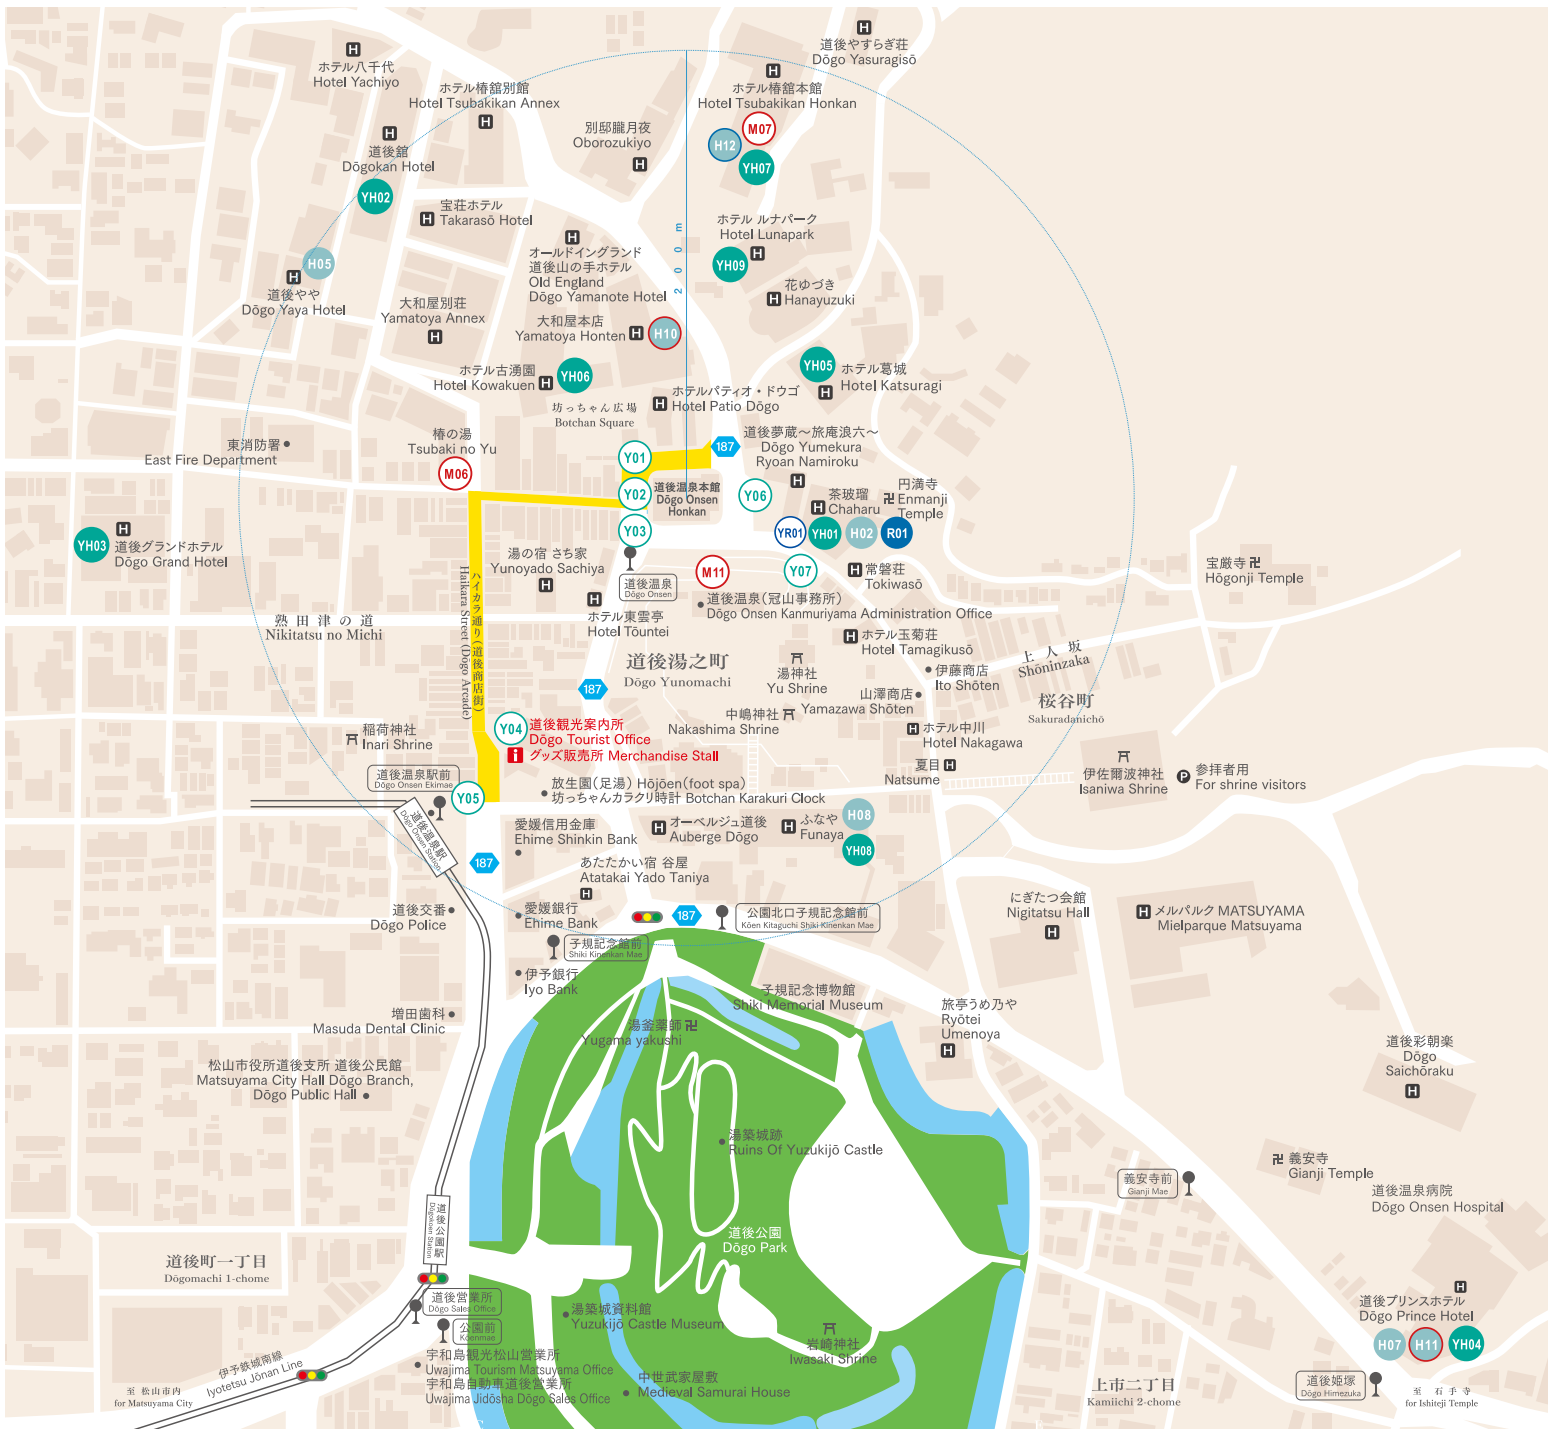 道後やすらぎ荘
Dōgo Yasuragisō
ホテル八千代
Hotel Yachiyo
ホテル椿舘別館
Hotel Tsubakikan Annex
ホテル椿舘本館
Hotel Tsubakikan Honkan
M07
H12
YH07
別邸朧月夜
Oborozukiyo
道後舘
Dōgokan Hotel
YH02
宝荘ホテル
Takarasō Hotel
ホテル ルナパーク
Hotel Lunapark
YH09
200m
H05
道後やや
Dōgo Yaya Hotel
オールドイングランド
道後山の手ホテル
Old England
Dōgo Yamanote Hotel
花ゆづき
Hanayuzuki
大和屋別荘
Yamatoya Annex
大和屋本店
Yamatoya Honten
H10
ホテル古湧園
Hotel Kowakuen
YH06
YH05
ホテル葛城
Hotel Katsuragi
ホテルパティオ・ドウゴ
Hotel Patio Dōgo
坊っちゃん広場
Botchan Square
東消防署
East Fire Department
椿の湯
Tsubaki no Yu
M06
Y01
187
道後夢蔵〜旅庵浪六〜
Dōgo Yumekura
Ryoan Namiroku
Y02
道後温泉本館
Dōgo Onsen
Honkan
Y06
茶玻瑠
Chaharu
円満寺
Enmanji
Temple
Y03
YR01
YH01
H02
R01
YH03
道後グランドホテル
Dōgo Grand Hotel
湯の宿 さち家
Yunoyado Sachiya
道後温泉
Dōgo Onsen
M11
Y07
常磐荘
Tokiwasō
宝厳寺
Hōgonji Temple
ハイカラ通り(道後商店街)
Haikara Street (Dōgo Arcade)
ホテル東雲亭
Hotel Tōuntei
道後温泉(冠山事務所)
Dōgo Onsen Kanmuriyama Administration Office
熟田津の道
Nikitatsu no Michi
ホテル玉菊荘
Hotel Tamagikusō
道後湯之町
Dōgo Yunomachi
湯神社
Yu Shrine
伊藤商店
Ito Shōten
上人坂
Shōninzaka
187
山澤商店
Yamazawa Shōten
桜谷町
Sakuradanichō
中嶋神社
Nakashima Shrine
稲荷神社
Inari Shrine
Y04
道後観光案内所
Dōgo Tourist Office
グッズ販売所 Merchandise Stall
ホテル中川
Hotel Nakagawa
夏目
Natsume
伊佐爾波神社
Isaniwa Shrine
P
参拝者用
For shrine visitors
道後温泉駅前
Dōgo Onsen Ekimae
Y05
放生園(足湯) Hōjōen(foot spa)
坊っちゃんカラクリ時計 Botchan Karakuri Clock
道後温泉駅
Dōgo Onsen Station
愛媛信用金庫
Ehime Shinkin Bank
オーベルジュ道後
Auberge Dōgo
ふなや
Funaya
H08
YH08
187
あたたかい宿 谷屋
Atatakai Yado Taniya
道後交番
Dōgo Police
愛媛銀行
Ehime Bank
187
公園北口子規記念館前
Kōen Kitaguchi Shiki Kinenkan Mae
にぎたつ会館
Nigitatsu Hall
メルパルク MATSUYAMA
Mielparque Matsuyama
子規記念館前
Shiki Kinenkan Mae
伊予銀行
Iyo Bank
子規記念博物館
Shiki Memorial Museum
増田歯科
Masuda Dental Clinic
湯釜薬師
Yugama yakushi
旅亭うめ乃や
Ryōtei
Umenoya
道後彩朝楽
Dōgo
Saichōraku
松山市役所道後支所 道後公民館
Matsuyama City Hall Dōgo Branch,
Dōgo Public Hall
湯築城跡
Ruins Of Yuzukijō Castle
義安寺前
Gianji Mae
義安寺
Gianji Temple
道後温泉病院
Dōgo Onsen Hospital
道後公園駅
Dōgokoen Station
道後公園
Dōgo Park
道後町一丁目
Dōgomachi 1-chome
道後営業所
Dōgo Sales Office
公園前
Kōenmae
湯築城資料館
Yuzukijō Castle Museum
岩崎神社
Iwasaki Shrine
道後プリンスホテル
Dōgo Prince Hotel
H07
H11
YH04
伊予鉄城南線
Iyotetsu Jōnan Line
宇和島観光松山営業所
Uwajima Tourism Matsuyama Office
宇和島自動車道後営業所
Uwajima Jidōsha Dōgo Sales Office
中世武家屋敷
Medieval Samurai House
至 松山市内
for Matsuyama City
上市二丁目
Kamiichi 2-chome
道後姫塚
Dōgo Himezuka
至 石手寺
for Ishiteji Temple